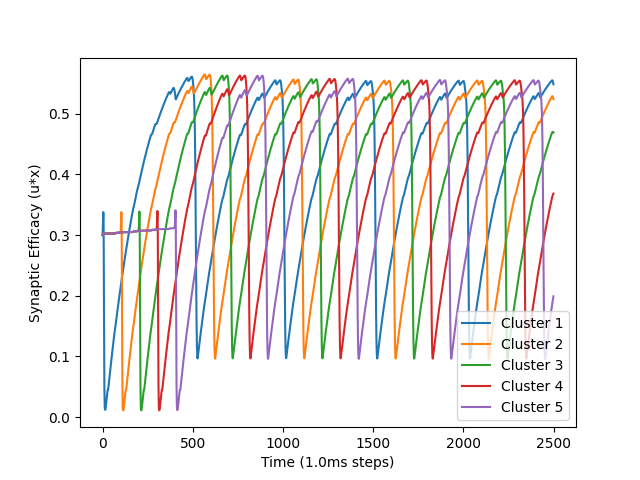 Synaptic Efficacy (u*x)
0.5
0.4
0.3
0.2
0.1
0.0
Cluster 1
Cluster 2
Cluster 3
Cluster 4
Cluster 5
0 500 1000 1500 2000 2500
Time (1.0ms steps)